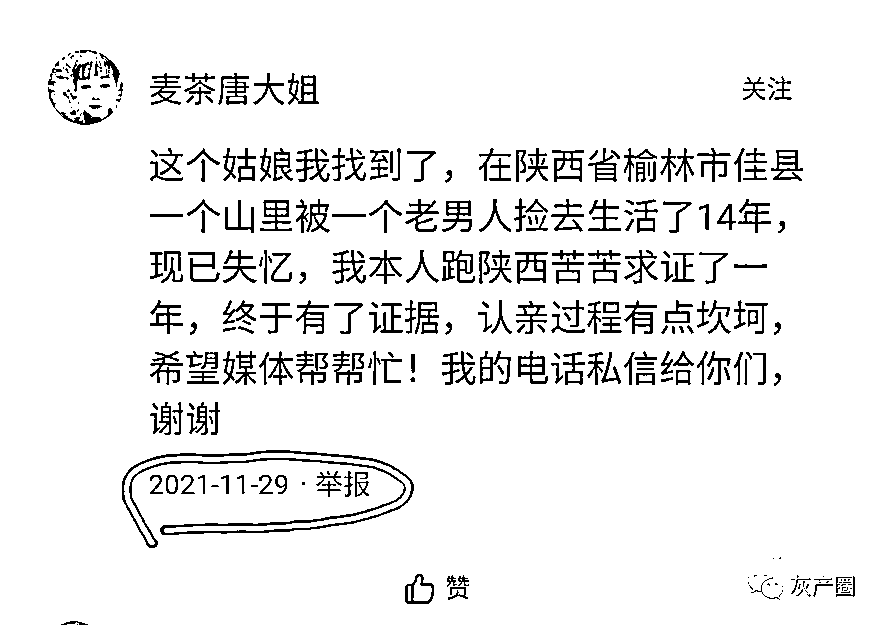 麦茶唐大姐
关注
这个姑娘我找到了，在陕西省榆林市佳县
一个山里被一个老男人捡去生活了14年，
现已失忆，我本人跑陕西苦苦求证了一
年，终于有了证据，认亲过程有点坎坷，
希望媒体帮帮忙！我的电话私信给你们，
谢谢
2021-11-29 · 举报
赞
灰产圈